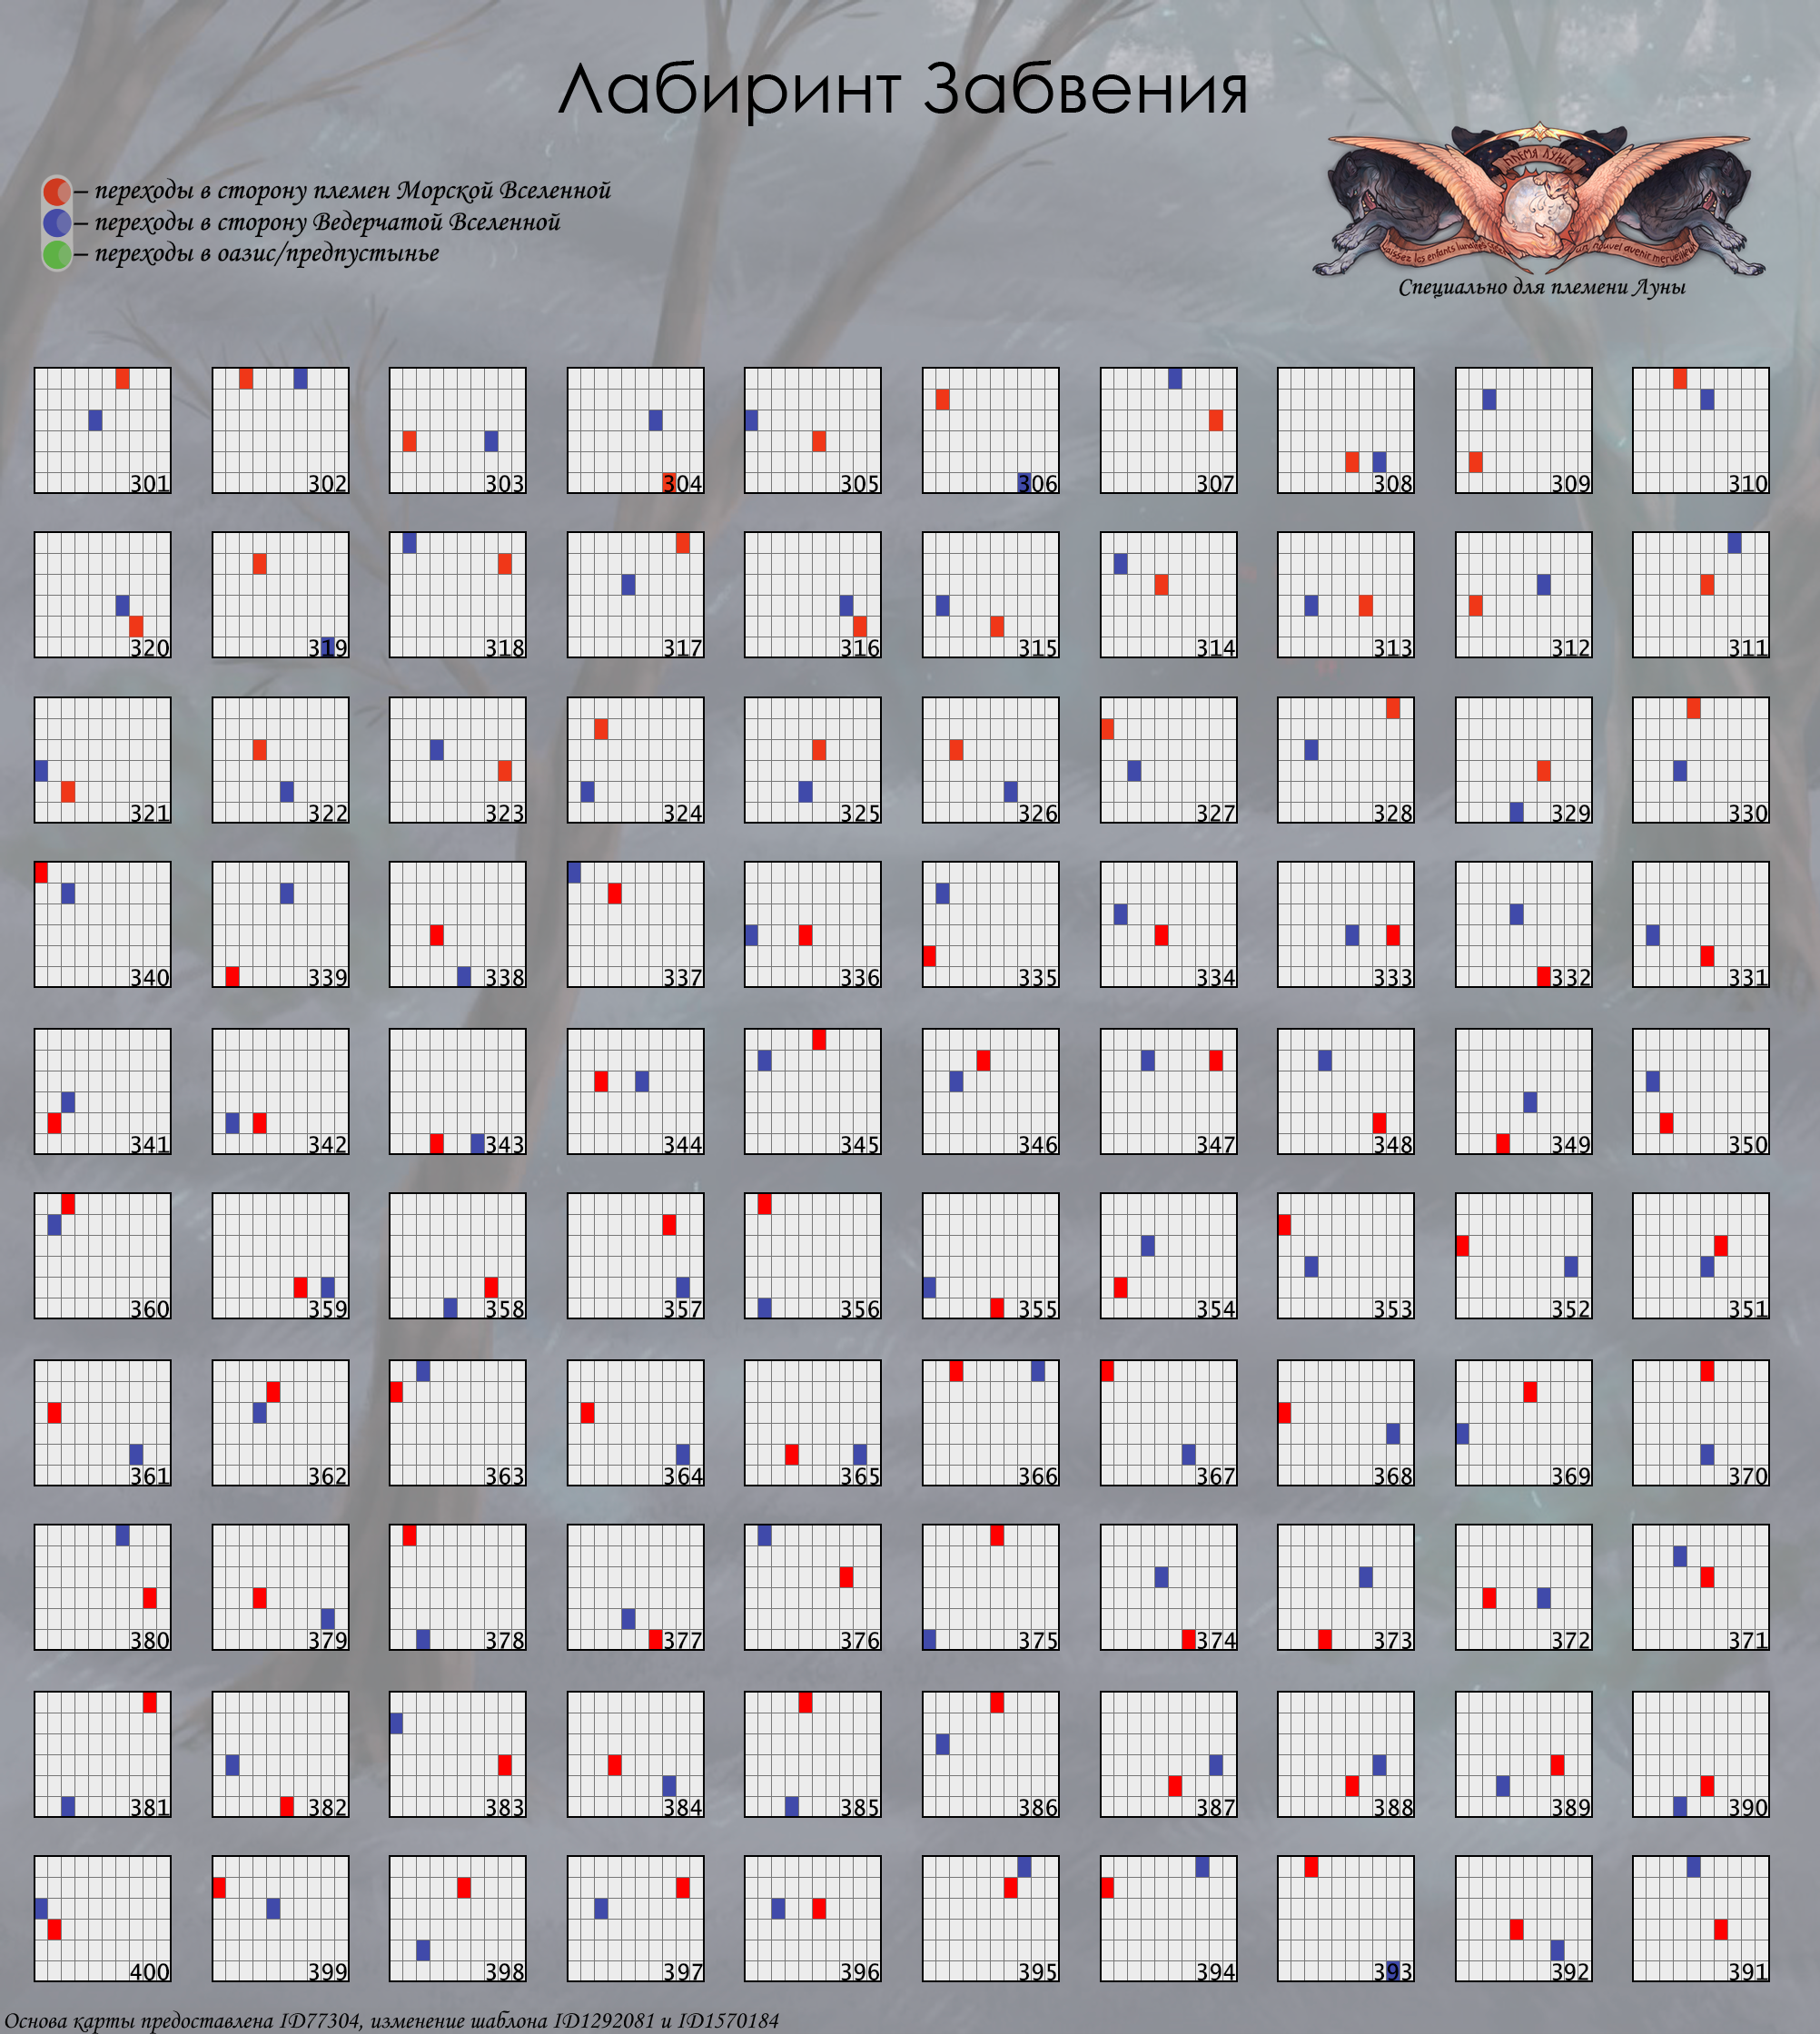 Лабиринт Забвения
ПЛЕМЯ ЛУНЫ
– переходы в сторону племен Морской Вселенной
– переходы в сторону Ведерчатой Вселенной
– переходы в оазис/предпустынье
laissez les enfants lunaires
un nouvel avenir merveilleux
Специально для племени Луны
301 302 303 304 305 306 307 308 309 310
320 319 318 317 316 315 314 313 312 311
321 322 323 324 325 326 327 328 329 330
340 339 338 337 336 335 334 333 332 331
341 342 343 344 345 346 347 348 349 350
360 359 358 357 356 355 354 353 352 351
361 362 363 364 365 366 367 368 369 370
380 379 378 377 376 375 374 373 372 371
381 382 383 384 385 386 387 388 389 390
400 399 398 397 396 395 394 393 392 391
Основа карты предоставлена ID77304, изменение шаблона ID1292081 и ID1570184